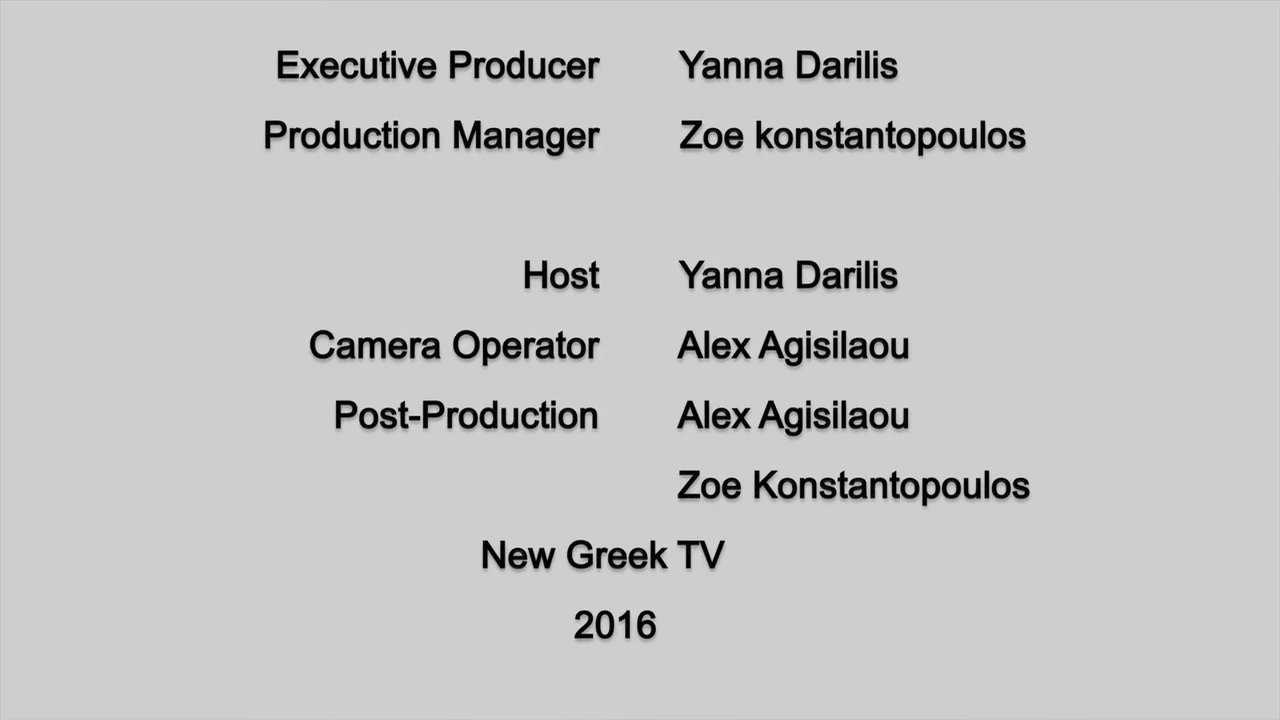 Executive Producer Yanna Darilis
Production Manager Zoe konstantopoulos
Host Yanna Darilis
Camera Operator Alex Agisilaou
Post-Production Alex Agisilaou
Zoe Konstantopoulos
New Greek TV
2016